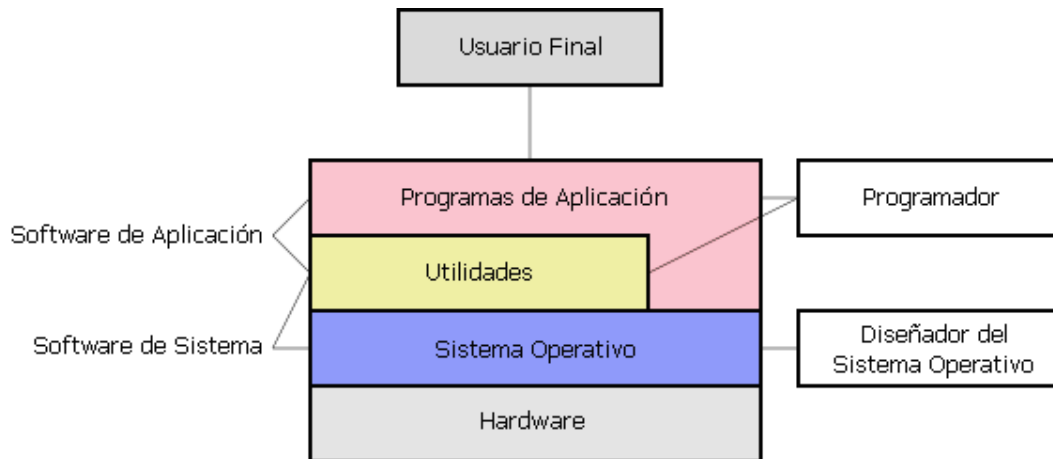 Usuario Final
Programas de Aplicación
Programador
Software de Aplicación
Utilidades
Software de Sistema
Sistema Operativo
Diseñador del
Sistema Operativo
Hardware